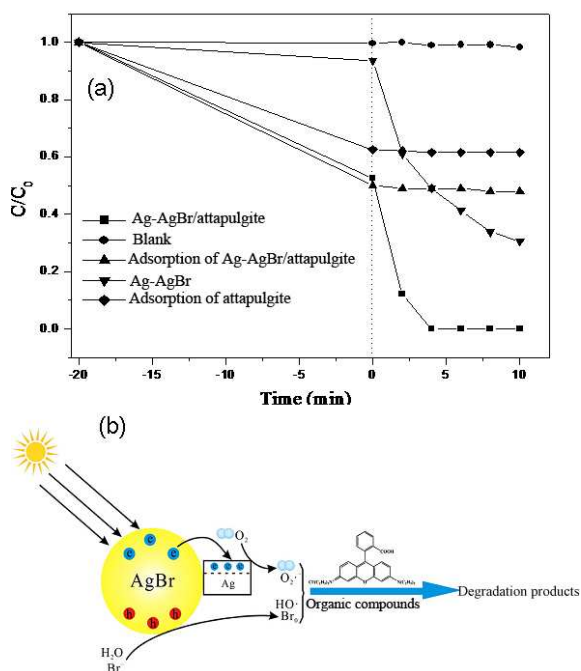 (a)
C/C0
1.0
0.8
0.6
0.4
0.2
0.0
Ag-AgBr/attapulgite
Blank
Adsorption of Ag-AgBr/attapulgite
Ag-AgBr
Adsorption of attapulgite
-20 -15 -10 -5 0 5 10
Time (min)
(b)
e e e
AgBr
h h h
O2
e e e
Ag
O2·
HO·
Br0
H2O
Br
COOH
Organic compounds
Degradation products